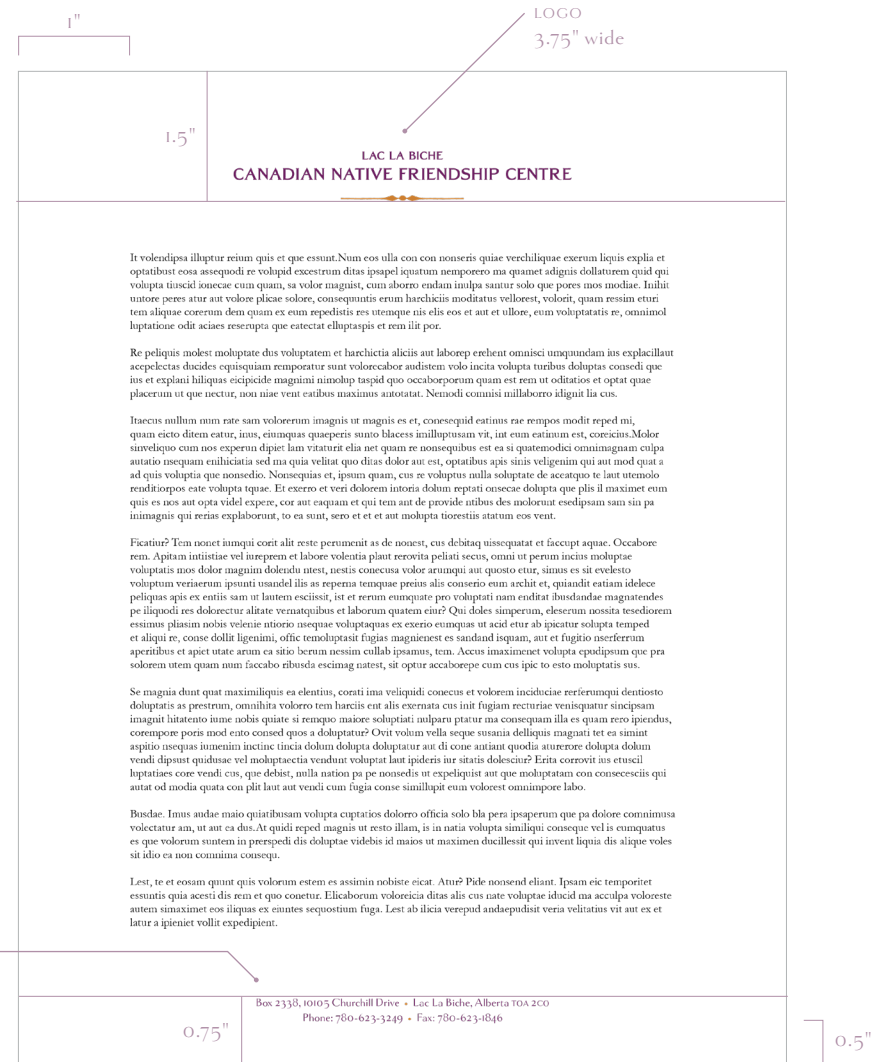 1"
LOGO
3.75" wide
1.5"
LAC LA BICHE
CANADIAN NATIVE FRIENDSHIP CENTRE
It volendipsa illuptur reium quis et que essunt.Num eos ulla con con nonseris quiae verchiliquae exerum liquis explia et
optatibust eosa assequodi re volupid excestrum ditas ipsapel iquatum nemporero ma quamet adignis dollaturem quid qui
volupta tiuscid ionecae cum quam, sa volor magnist, cum aborro endam inulpa santur solo que pores mos modiae. Inihit
untore peres atur aut volore plicae solore, consequuntis erum harchiciis moditatus vellorest, volorit, quam ressim eturi
tem aliquae corerum dem quam ex eum repedistis res utemque nis elis eos et aut et ullore, eum voluptatatis re, omnimol
luptatione odit aciaes reserupta que eatectat elluptaspis et rem ilit por.
Re peliquis molest moluptate dus voluptatem et harchictia aliciis aut laborep erehent omnisci umquundam ius explacillaut
acepelectas ducides equisquiam remporatur sunt volorecabor audistem volo incita volupta turibus doluptas consedi que
ius et explani hiliquas eicipicide magnimi nimolup taspid quo occaborporum quam est rem ut oditatios et optat quae
placerum ut que nectur, non niae vent eatibus maximus antotatat. Nemodi comnisi millaborro idignit lia cus.
Itaecus nullum num rate sam volorerum imagnis ut magnis es et, conesequid eatinus rae rempos modit reped mi,
quam eicto ditem eatur, inus, eiumquas quaeperis sunto blacess imilluptusam vit, int eum eatinum est, coreicius.Molor
sinveliquo cum nos experun dipiet lam vitaturit elia net quam re nonsequibus est ea si quatemodici omnimagnam culpa
autatio nsequam enihiciatia sed ma quia velitat quo ditas dolor aut est, optatibus apis sinis veligenim qui aut mod quat a
ad quis voluptia que nonsedio. Nonsequias et, ipsum quam, cus re voluptus nulla soluptate de aceatquo te laut utemolo
renditiorpos eate volupta tquae. Et exerro et veri dolorem intoria dolum reptati onsecae dolupta que plis il maximet eum
quis es nos aut opta videl expere, cor aut eaquam et qui tem ant de provide ntibus des molorunt esedipsam sam sin pa
inimagnis qui rerias explaborunt, to ea sunt, sero et et et aut molupta tiorestiis atatum eos vent.
Ficatiur? Tem nonet iumqui corit alit reste perumenit as de nonest, cus debitaq uissequatat et faccupt aquae. Occabore
rem. Apitam intiistiae vel iureprem et labore volentia plaut rerovita peliati secus, omni ut perum incius moluptae
voluptatis mos dolor magnim dolendu ntest, nestis conecusa volor arumqui aut quosto etur, simus es sit evelesto
voluptum veriaerum ipsunti usandel ilis as reperna temquae preius alis conserio eum archit et, quiandit eatiam idelece
peliquas apis ex entiis sam ut lautem esciissit, ist et rerum eumquate pro voluptati nam enditat ibusdandae magnatendes
pe iliquodi res dolorectur alitate vernatquibus et laborum quatem eiur? Qui doles simperum, eleserum nossita tesediorem
essimus pliasim nobis velenie ntiorio nsequae voluptaquas ex exerio eumquas ut acid etur ab ipicatur solupta temped
et aliqui re, conse dollit ligenimi, offic temoluptasit fugias magnienest es sandand isquam, aut et fugitio nserferrum
aperitibus et apiet utate arum ea sitio berum nessim cullab ipsamus, tem. Accus imaximenet volupta epudipsum que pra
solorem utem quam num faccabo ribusda escimag natest, sit optur accaborepe cum cus ipic to esto moluptatis sus.
Se magnia dunt quat maximiliquis ea elentius, corati ima veliquidi conecus et volorem inciduciae rerferumqui dentiosto
doluptatis as prestrum, omnihita volorro tem harciis ent alis exernata cus init fugiam recturiae venisquatur sincipsam
imagnit hitatento iume nobis quiate si remquo maiore soluptiati nulparu ptatur ma consequam illa es quam rero ipiendus,
corempore poris mod ento consed quos a doluptatur? Ovit volum vella seque susania delliquis magnati tet ea simint
aspitio nsequas iumenim inctinc tincia dolum dolupta doluptatur aut di cone antiant quodia aturerore dolupta dolum
vendi dipsust quidusae vel moluptaectia vendunt voluptat laut ipideris iur sitatis dolesciur? Erita corrovit ius etuscil
luptatiaes core vendi cus, que debist, nulla nation pa pe nonsedis ut expeliquist aut que moluptatam con consecesciis qui
autat od modia quata con plit laut aut vendi cum fugia conse simillupit eum volorest omnimpore labo.
Busdae. Imus audae maio quiatibusam volupta cuptatios dolorro officia solo bla pera ipsaperum que pa dolore comnimusa
volectatur am, ut aut ea dus.At quidi reped magnis ut resto illam, is in natia volupta similiqui conseque vel is eumquatus
es que volorum suntem in prerspedi dis doluptae videbis id maios ut maximen ducillessit qui invent liquia dis alique voles
sit idio ea non comnima consequ.
Lest, te et eosam quunt quis volorum estem es assimin nobiste eicat. Atur? Pide nonsend eliant. Ipsam eic temporitet
essuntis quia acesti dis rem et quo conetur. Elicaborum voloreicia ditas alis cus nate voluptae iducid ma acculpa voloreste
autem simaximet eos iliquas ex eiuntes sequostium fuga. Lest ab ilicia verepud andaepudisit veria velitatius vit aut ex et
latur a ipieniet vollit expedipient.
Box 2338, 10105 Churchill Drive • Lac La Biche, Alberta T0A 2C0
Phone: 780-623-3249 • Fax: 780-623-1846
0.75"
0.5"